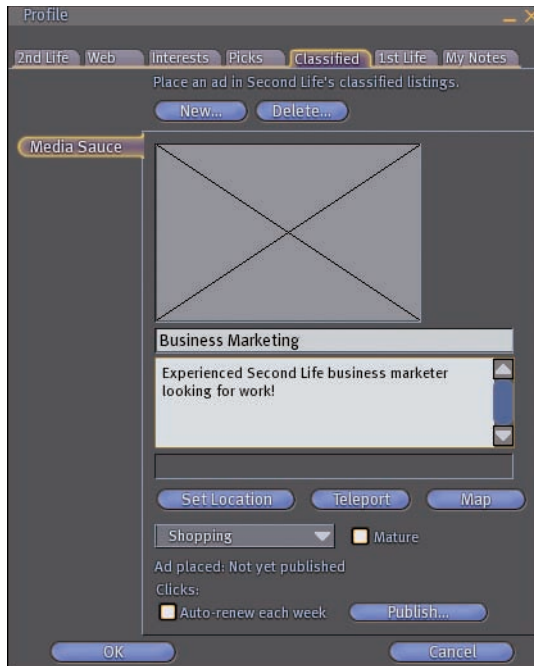 Profile
2nd Life Web Interests Picks Classified 1st Life My Notes
Place an ad in Second Life's classified listings.
New... Delete...
Media Sauce
Business Marketing
Experienced Second Life business marketer
looking for work!
Set Location Teleport Map
Shopping Mature
Ad placed: Not yet published
Clicks:
Auto-renew each week Publish...
OK Cancel